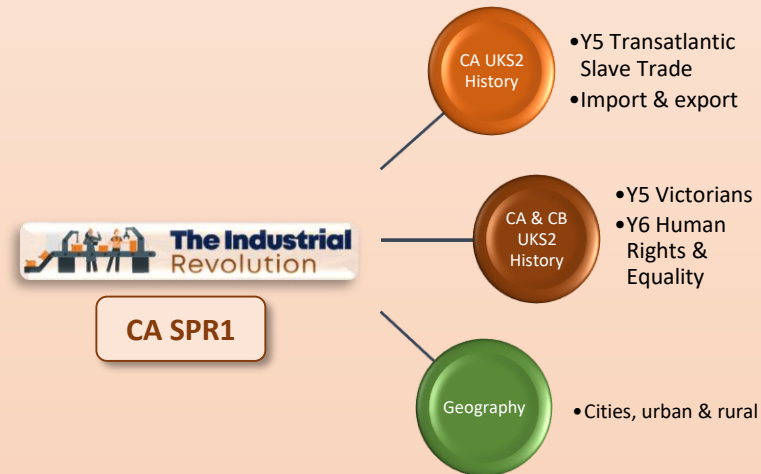 CA UKS2
History
•Y5 Transatlantic
Slave Trade
•Import & export
The Industrial
Revolution
CA SPR1
CA & CB
UKS2
History
•Y5 Victorians
•Y6 Human
Rights &
Equality
Geography
•Cities, urban & rural